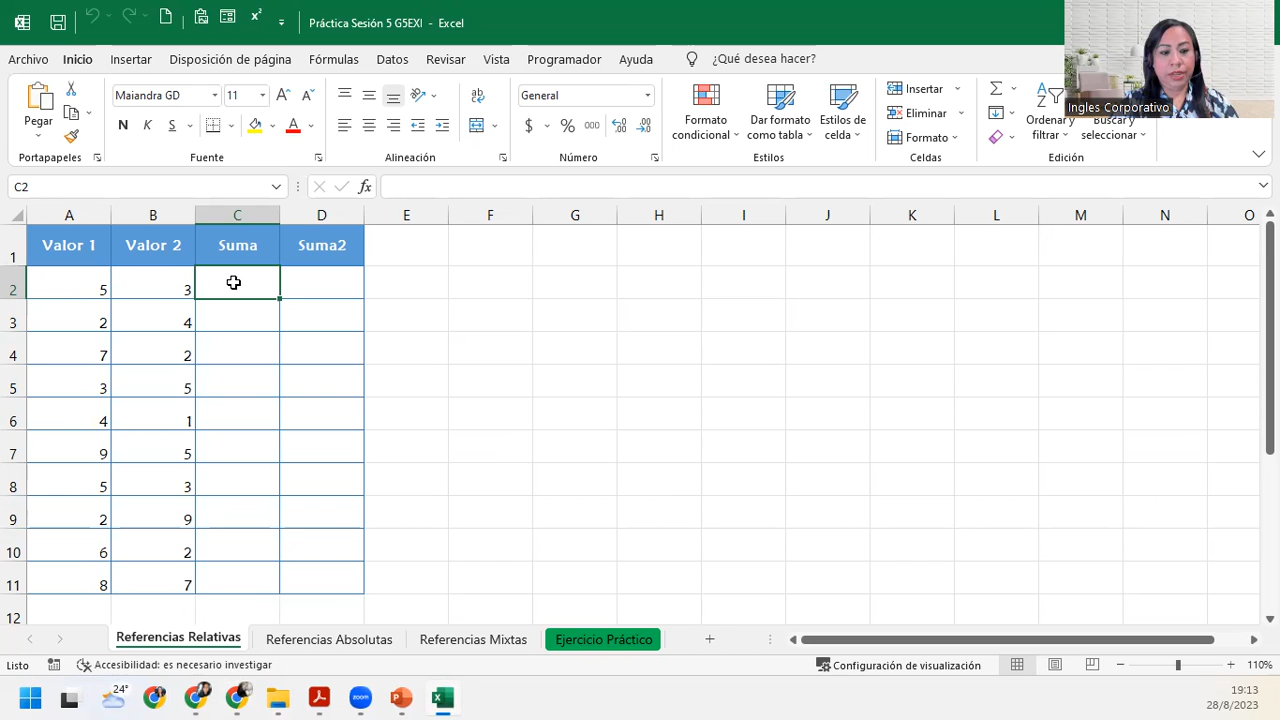 Práctica Sesión 5 G5EXI - Excel
Archivo Inicio Insertar Disposición de página Fórmulas Datos Revisar Programador Ayuda ¿Qué desea hacer?
Ingles Corporativo
Pegar
Maiandra GD 11
N K S
General
$ % 000
Formato condicional
Dar formato como tabla
Estilos de celda
Insertar
Eliminar
Formato
Ordenar y filtrar
Buscar y seleccionar
Portapapeles Fuente Alineación Número Estilos Celdas Edición
C2 fx
A B C D E F G H I J K L M N O
1 Valor 1 Valor 2 Suma Suma2
2 5 3
3 2 4
4 7 2
5 3 5
6 4 1
7 9 5
8 5 3
9 2 9
10 6 2
11 8 7
12
Referencias Relativas Referencias Absolutas Referencias Mixtas Ejercicio Práctico
Listo Accesibilidad: es necesario investigar Configuración de visualización 110%
24°
19:13
28/8/2023